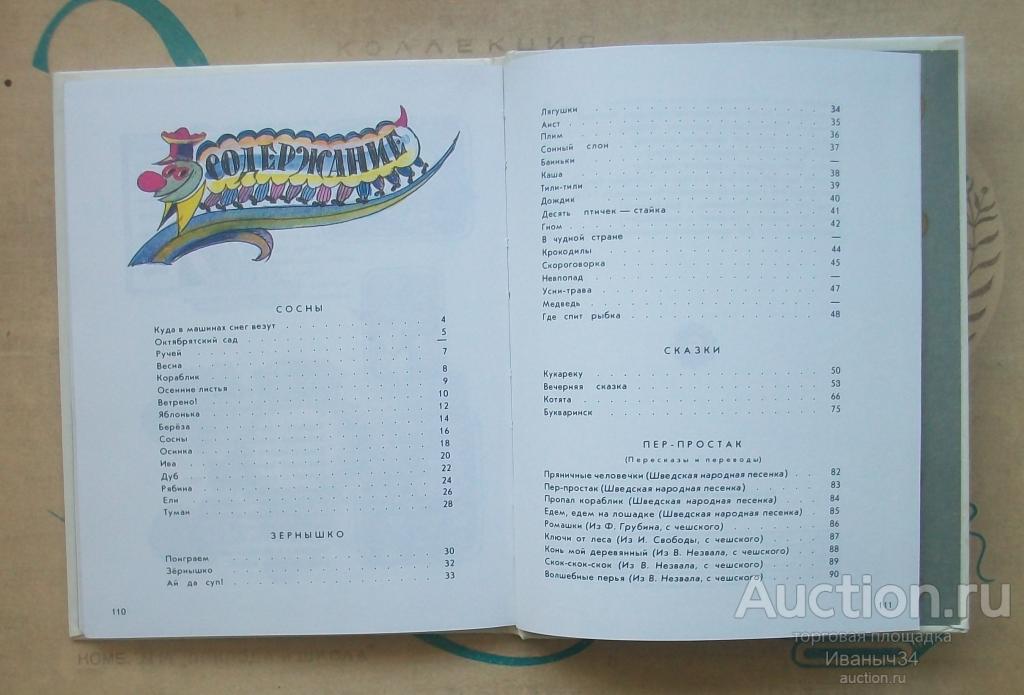 КОЛЛЕКЦИЯ
СОДЕРЖАНИЕ
СОСНЫ
Куда в машинах снег везут 4
Октябрятский сад 5
Ручей —
Весна 7
Кораблик 8
Осенние листья 9
Ветрено! 10
Яблонька 12
Берёза 14
Сосны 16
Осинка 18
Ива 20
Дуб 22
Рябина 24
Ели 26
Туман 28
ЗЁРНЫШКО
Поиграем 30
Зёрнышко 32
Ай да суп! 33
110
Лягушки 34
Аист 35
Плим 36
Сонный слон 37
Баиньки —
Каша 38
Тили-тили 39
Дождик 40
Десять птичек — стайка 41
Гном 42
В чудной стране —
Крокодилы 44
Скороговорка 45
Невпопад —
Усни-трава 47
Медведь —
Где спит рыбка 48
СКАЗКИ
Кукареку 50
Вечерняя сказка 53
Котята 66
Букваринск 75
ПЕР-ПРОСТАК
(Пересказы и переводы)
Пряничные человечки (Шведская народная песенка) 82
Пер-простак (Шведская народная песенка) 83
Пропал кораблик (Шведская народная песенка) 84
Едем, едем на лошадке (Шведская народная песенка) 85
Ромашки (Из Ф. Грубина, с чешского) 86
Ключи от леса (Из И. Свободы, с чешского) 87
Конь мой деревянный (Из В. Незвала, с чешского) 88
Скок-скок-скок (Из В. Незвала, с чешского) 89
Волшебные перья (Из В. Незвала, с чешского) 90
111
Auction.ru
торговая площадка
Иваныч34
auction.ru
HOME